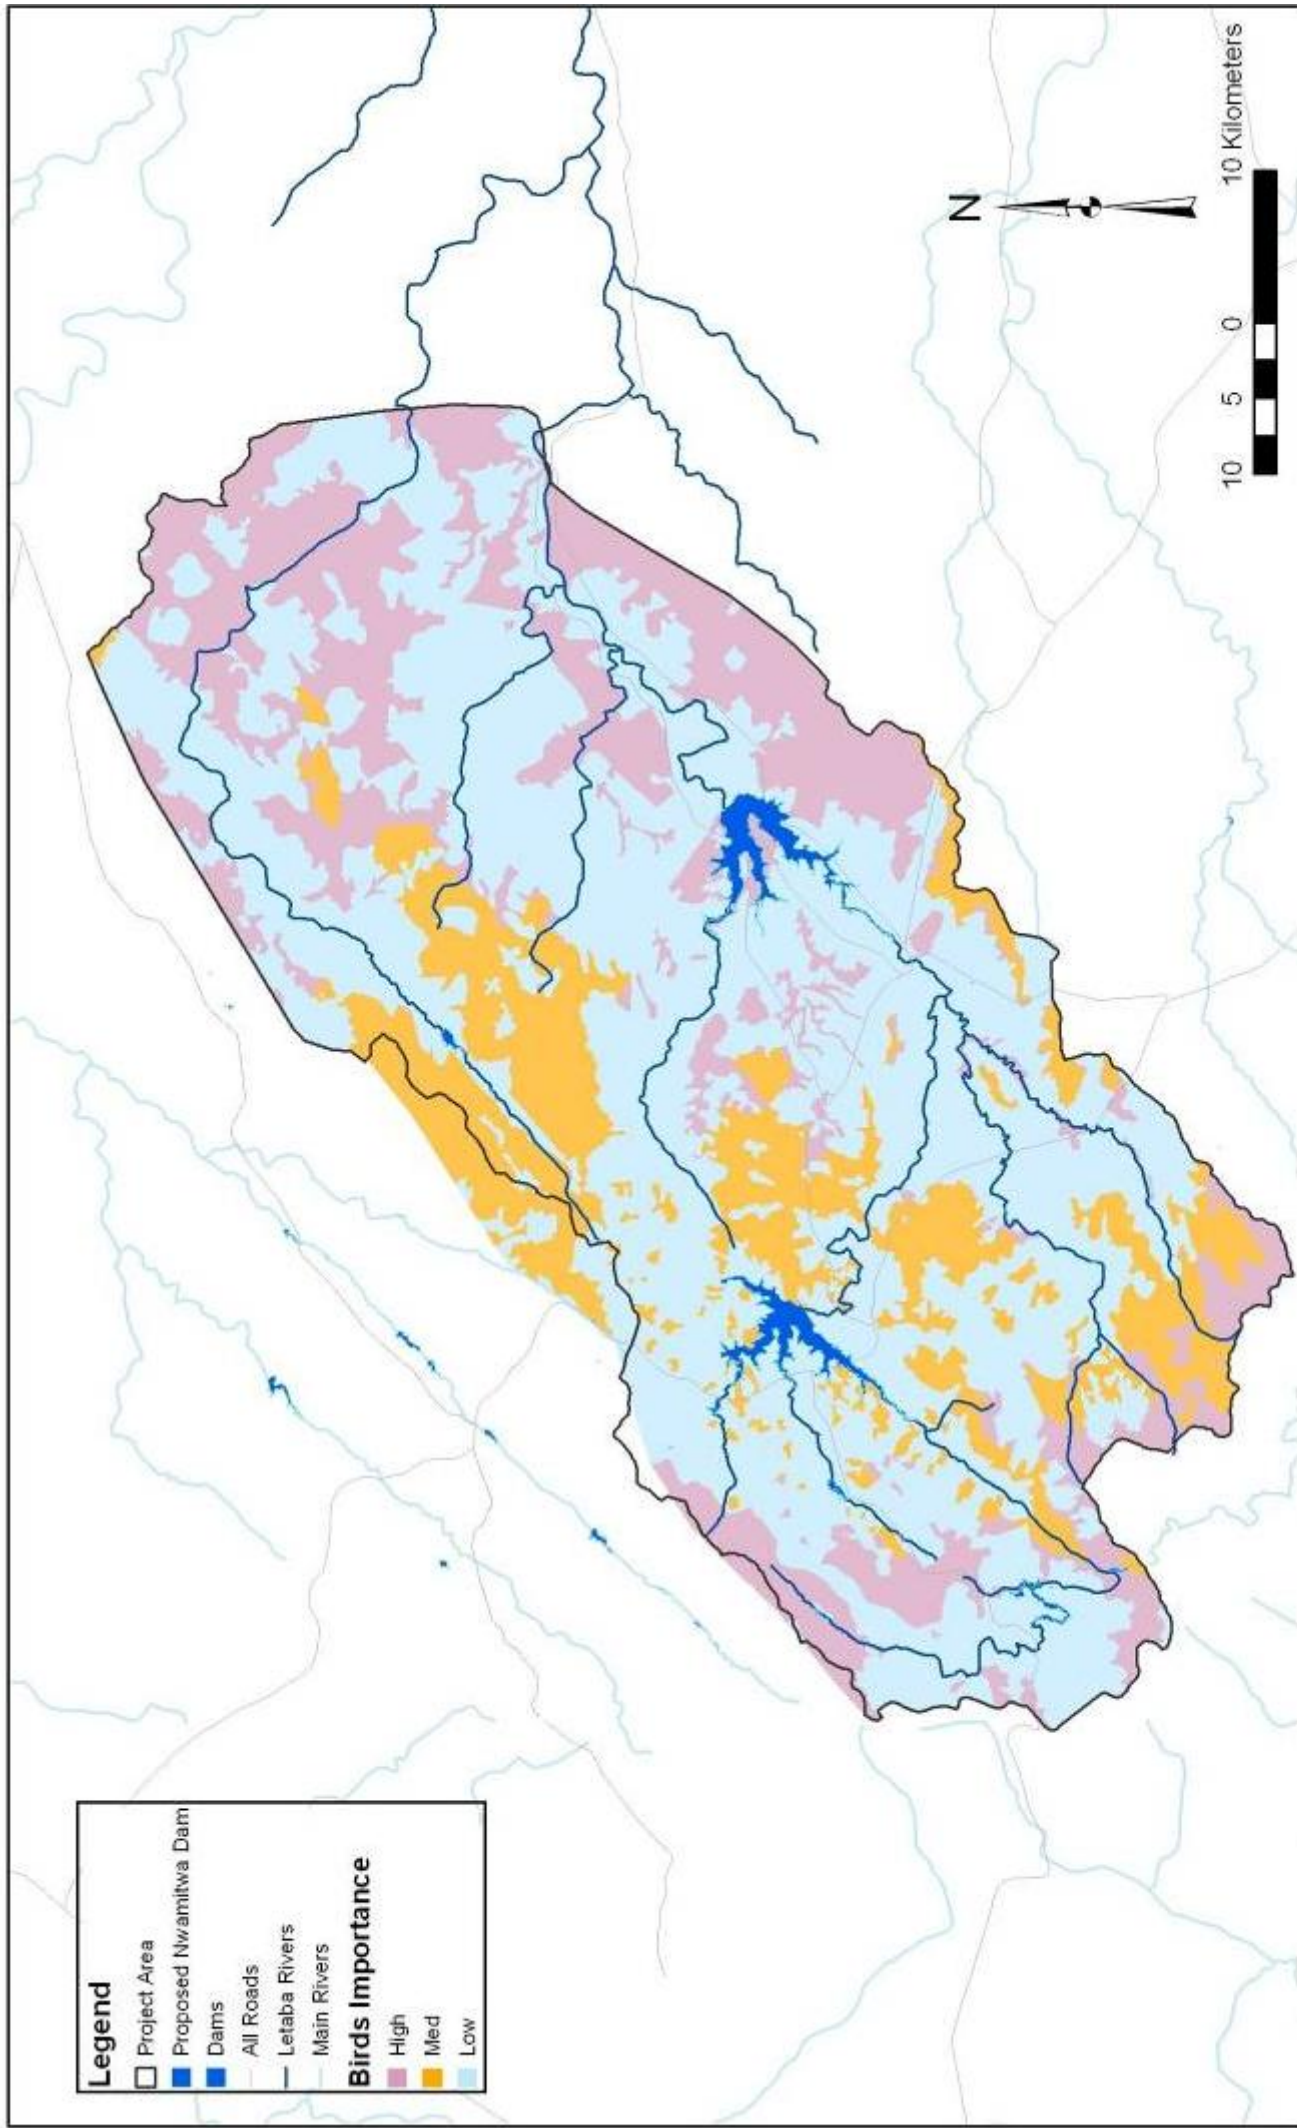 Legend
Project Area
Proposed Nwamitwa Dam
Dams
All Roads
Letaba Rivers
Main Rivers
Birds Importance
High
Med
Low
N
10 5 0 10 Kilometers